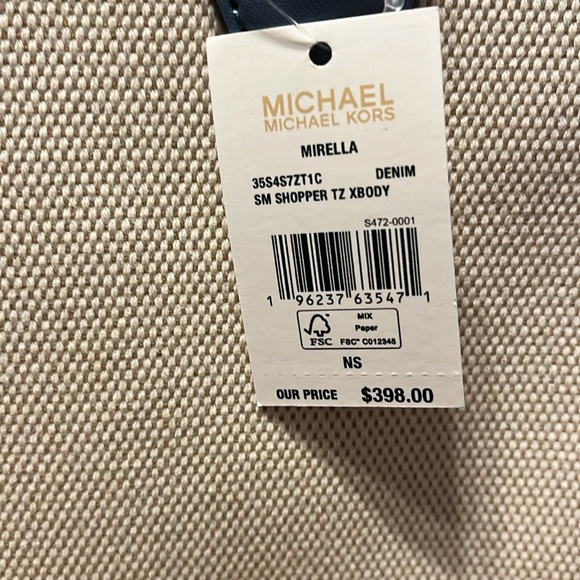 MICHAEL
MICHAEL KORS
MIRELLA
35S4S7ZT1C DENIM
SM SHOPPER TZ XBODY
S472-0001
1 96237 63547 1
MIX
Paper
FSC FSC™ C012345
NS
OUR PRICE $398.00